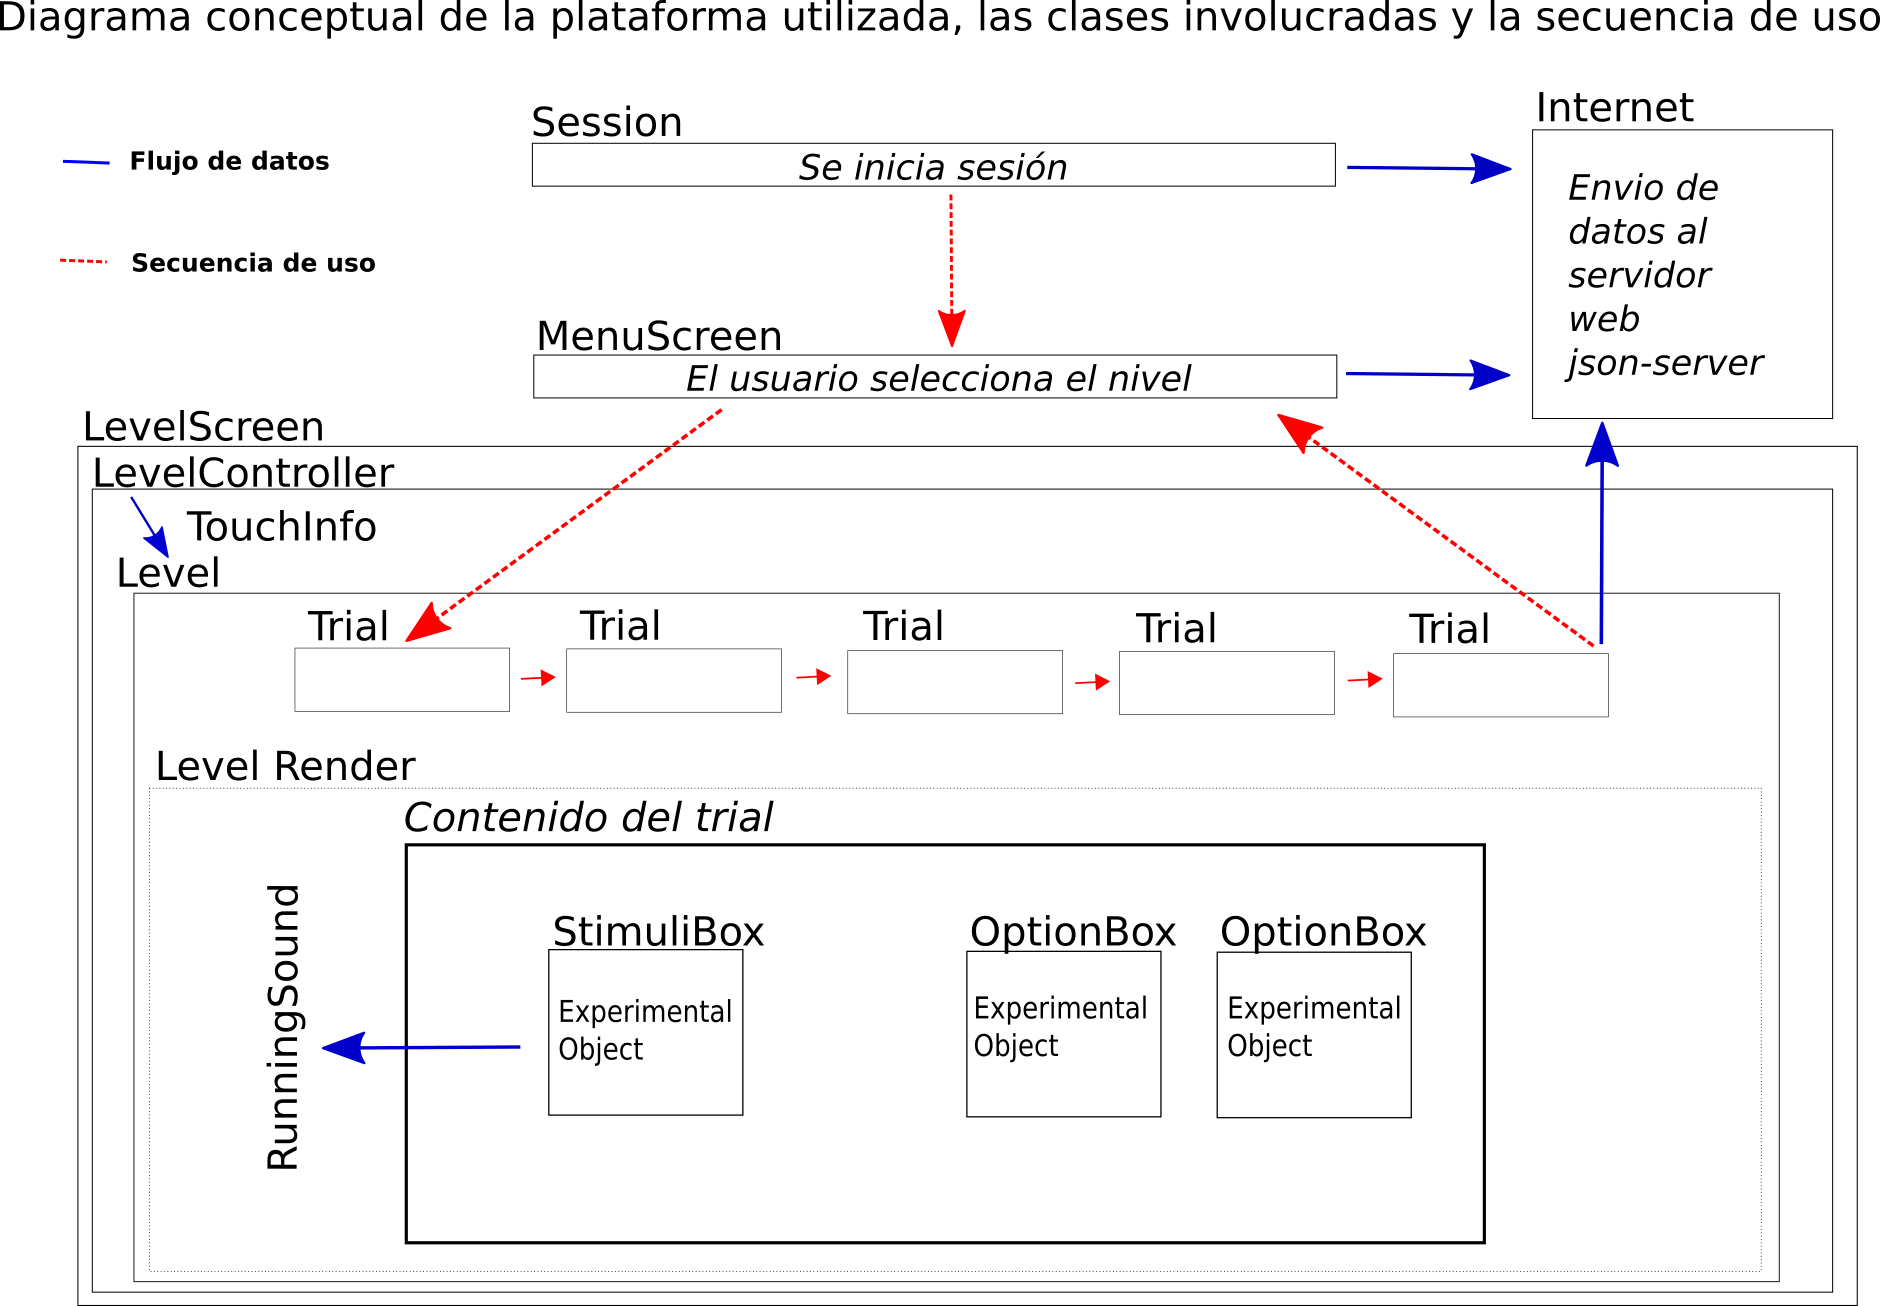 Diagrama conceptual de la plataforma utilizada, las clases involucradas y la secuencia de uso
Flujo de datos
Secuencia de uso
Session
Se inicia sesión
Internet
Envio de
datos al
servidor
web
json-server
MenuScreen
El usuario selecciona el nivel
LevelScreen
LevelController
TouchInfo
Level
Trial
Trial
Trial
Trial
Trial
Level Render
Contenido del trial
RunningSound
StimuliBox
Experimental
Object
OptionBox
Experimental
Object
OptionBox
Experimental
Object